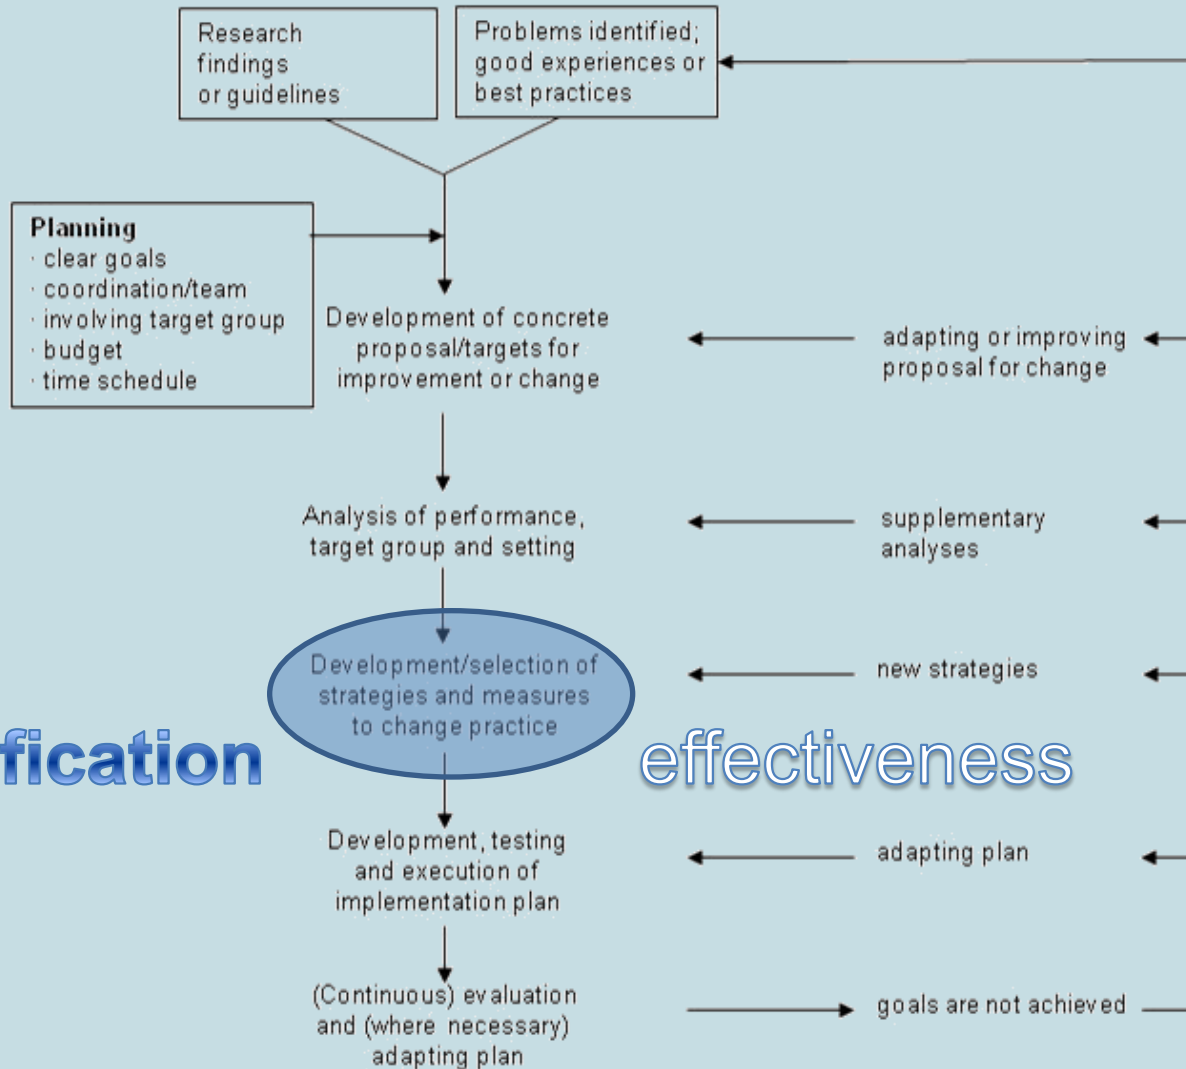 Research
findings
or guidelines
Problems identified;
good experiences or
best practices
Planning
· clear goals
· coordination/team
· involving target group
· budget
· time schedule
Development of concrete
proposal/targets for
improvement or change
adapting or improving
proposal for change
Analysis of performance,
target group and setting
supplementary
analyses
Development/selection of
strategies and measures
to change practice
new strategies
fication
effectiveness
Development, testing
and execution of
implementation plan
adapting plan
(Continuous) evaluation
and (where necessary)
adapting plan
goals are not achieved